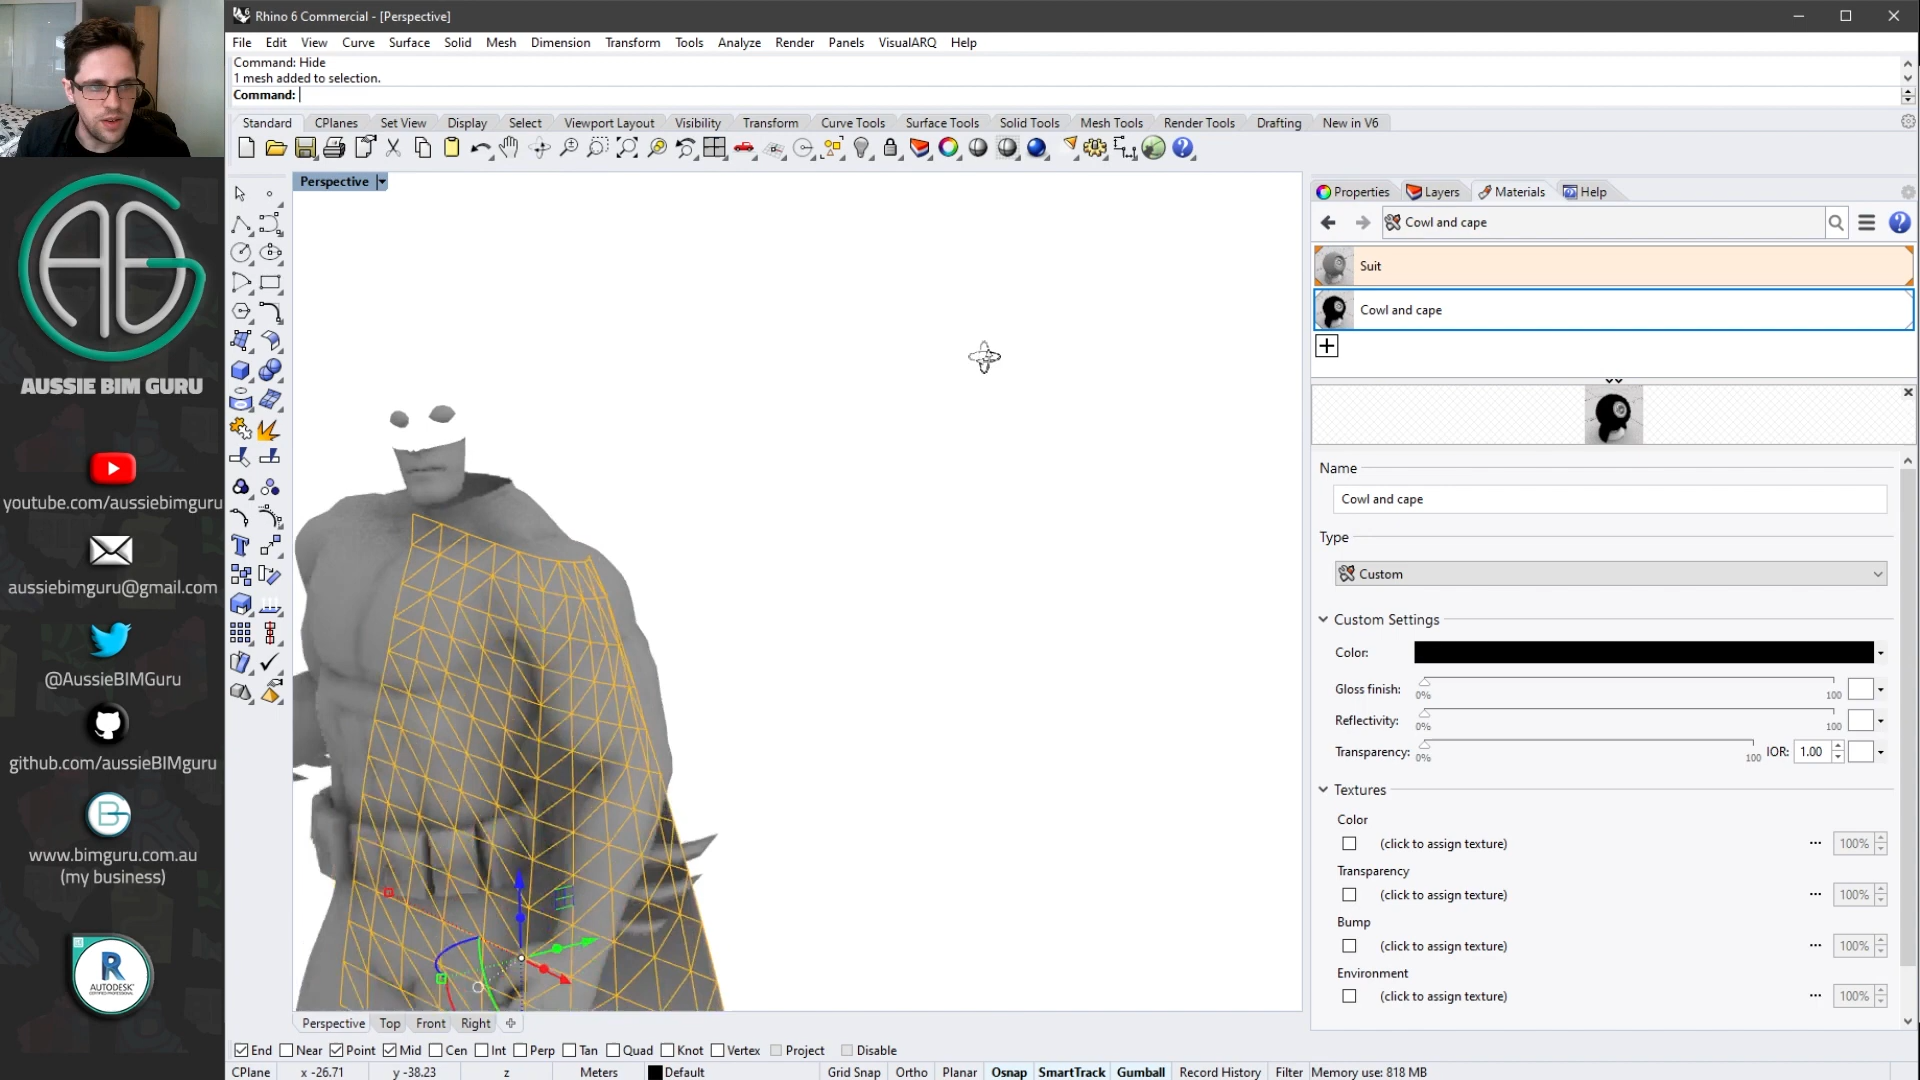 Rhino 6 Commercial - [Perspective]
File Edit View Curve Surface Solid Mesh Dimension Transform Tools Analyze Render Panels VisualARQ Help
Command: Hide
1 mesh added to selection.
Command:
Standard CPlanes Set View Display Select Viewport Layout Visibility Transform Curve Tools Surface Tools Solid Tools Mesh Tools Render Tools Drafting New in V6
Perspective
Properties Layers Materials Help
Cowl and cape
Suit
Cowl and cape
Name
Cowl and cape
Type
Custom
Custom Settings
Color:
Gloss finish: 0% 100
Reflectivity: 0% 100
Transparency: 0% 100 IOR: 1.00
Textures
Color
(click to assign texture) ... 100%
Transparency
(click to assign texture) ... 100%
Bump
(click to assign texture) ... 100%
Environment
(click to assign texture) ... 100%
Perspective Top Front Right
End Near Point Mid Cen Int Perp Tan Quad Knot Vertex Project Disable
CPlane x -26.71 y -38.23 z Meters Default Grid Snap Ortho Planar Osnap SmartTrack Gumball Record History Filter Memory use: 818 MB
ABG
AUSSIE BIM GURU
youtube.com/aussiebimguru
aussiebimguru@gmail.com
@AussieBIMGuru
github.com/aussieBIMguru
www.bimguru.com.au
(my business)
R
AUTODESK
CERTIFIED PROFESSIONAL